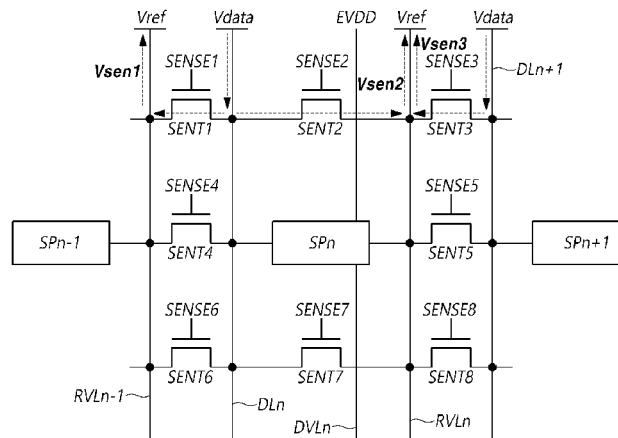 Vref Vdata EVDD Vref Vdata
Vsen1 SENSE1 SENSE2 Vsen2 Vsen3 SENSE3 DLn+1
SENT1 SENT2 SENT3
SENSE4 SENSE5
SPn-1 SENT4 SPn SENT5 SPn+1
SENSE6 SENSE7 SENSE8
SENT6 SENT7 SENT8
RVLn-1 DLn DVLn RVLn